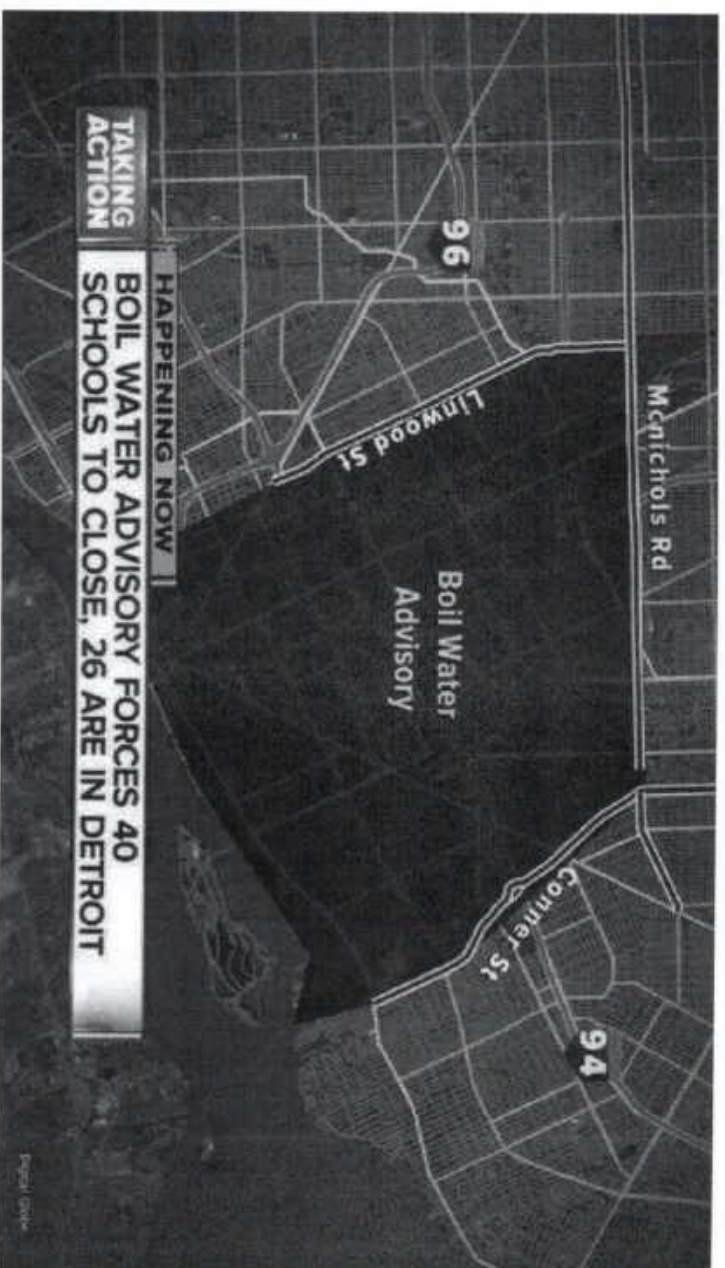 Mcnichols Rd
96
Linwood St
Boil Water
Advisory
Conner St
94
HAPPENING NOW
TAKING
ACTION
BOIL WATER ADVISORY FORCES 40
SCHOOLS TO CLOSE, 26 ARE IN DETROIT